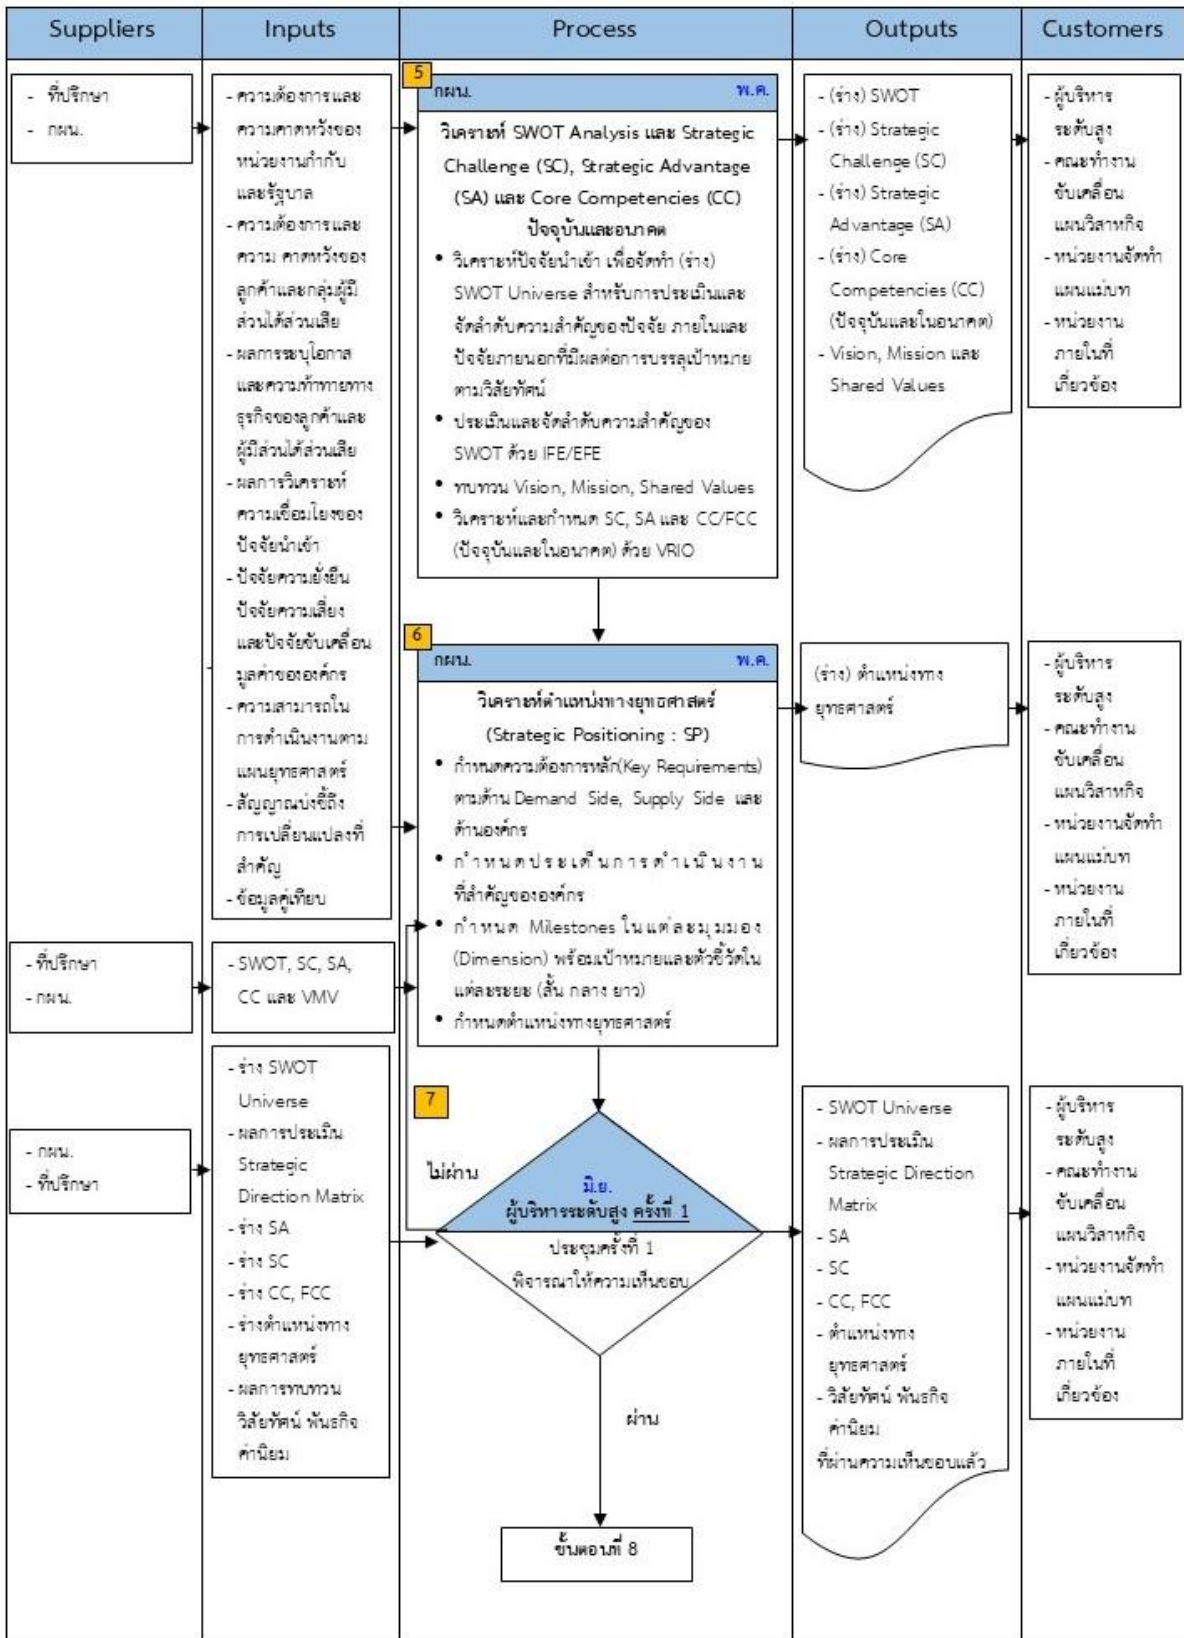 Suppliers
Inputs
Process
Outputs
Customers
- ที่ปรึกษา
- กผน.
- ความต้องการและ
ความคาดหวังของ
หน่วยงานกำกับ
และรัฐบาล
- ความต้องการและ
ความ คาดหวังของ
ลูกค้าและกลุ่มผู้มี
ส่วนได้ส่วนเสีย
- ผลการระบุโอกาส
และความท้าทายทาง
ธุรกิจของลูกค้าและ
ผู้มีส่วนได้ส่วนเสีย
- ผลการวิเคราะห์
ความเชื่อมโยงของ
ปัจจัยนำเข้า
- ปัจจัยความยั่งยืน
ปัจจัยความเสี่ยง
และปัจจัยขับเคลื่อน
มูลค่าขององค์กร
- ความสามารถใน
การดำเนินงานตาม
แผนยุทธศาสตร์
- สัญญาณบ่งชี้ถึง
การเปลี่ยนแปลงที่
สำคัญ
- ข้อมูลคู่เทียบ
5
กผน. พ.ค.
วิเคราะห์ SWOT Analysis และ Strategic
Challenge (SC), Strategic Advantage
(SA) และ Core Competencies (CC)
ปัจจุบันและอนาคต
• วิเคราะห์ปัจจัยนำเข้า เพื่อจัดทำ (ร่าง)
SWOT Universe สำหรับการประเมินและ
จัดลำดับความสำคัญของปัจจัย ภายในและ
ปัจจัยภายนอกที่มีผลต่อการบรรลุเป้าหมาย
ตามวิสัยทัศน์
• ประเมินและจัดลำดับความสำคัญของ
SWOT ด้วย IFE/EFE
• ทบทวน Vision, Mission, Shared Values
• วิเคราะห์และกำหนด SC, SA และ CC/FCC
(ปัจจุบันและในอนาคต) ด้วย VRIO
- (ร่าง) SWOT
- (ร่าง) Strategic
Challenge (SC)
- (ร่าง) Strategic
Advantage (SA)
- (ร่าง) Core
Competencies (CC)
(ปัจจุบันและในอนาคต)
- Vision, Mission และ
Shared Values
- ผู้บริหาร
ระดับสูง
- คณะทำงาน
ขับเคลื่อน
แผนวิสาหกิจ
- หน่วยงานจัดทำ
แผนแม่บท
- หน่วยงาน
ภายในที่
เกี่ยวข้อง
6
กผน. พ.ค.
วิเคราะห์ตำแหน่งทางยุทธศาสตร์
(Strategic Positioning : SP)
• กำหนดความต้องการหลัก(Key Requirements)
ตามด้าน Demand Side, Supply Side และ
ด้านองค์กร
• กำหนดประเด็นการดำเนินงาน
ที่สำคัญขององค์กร
• กำหนด Milestones ในแต่ละมุมมอง
(Dimension) พร้อมเป้าหมายและตัวชี้วัดใน
แต่ละระยะ (สั้น กลาง ยาว)
• กำหนดตำแหน่งทางยุทธศาสตร์
(ร่าง) ตำแหน่งทาง
ยุทธศาสตร์
- ผู้บริหาร
ระดับสูง
- คณะทำงาน
ขับเคลื่อน
แผนวิสาหกิจ
- หน่วยงานจัดทำ
แผนแม่บท
- หน่วยงาน
ภายในที่
เกี่ยวข้อง
- ที่ปรึกษา
- กผน.
- SWOT, SC, SA,
CC และ VMV
- กผน.
- ที่ปรึกษา
- ร่าง SWOT
Universe
- ผลการประเมิน
Strategic
Direction Matrix
- ร่าง SA
- ร่าง SC
- ร่าง CC, FCC
- ร่างตำแหน่งทาง
ยุทธศาสตร์
- ผลการทบทวน
วิสัยทัศน์ พันธกิจ
ค่านิยม
7
ไม่ผ่าน
มิ.ย.
ผู้บริหารระดับสูง ครั้งที่ 1
ประชุมครั้งที่ 1
พิจารณาให้ความเห็นชอบ
ผ่าน
ขั้นตอนที่ 8
- SWOT Universe
- ผลการประเมิน
Strategic Direction
Matrix
- SA
- SC
- CC, FCC
- ตำแหน่งทาง
ยุทธศาสตร์
- วิสัยทัศน์ พันธกิจ
ค่านิยม
ที่ผ่านความเห็นชอบแล้ว
- ผู้บริหาร
ระดับสูง
- คณะทำงาน
ขับเคลื่อน
แผนวิสาหกิจ
- หน่วยงานจัดทำ
แผนแม่บท
- หน่วยงาน
ภายในที่
เกี่ยวข้อง